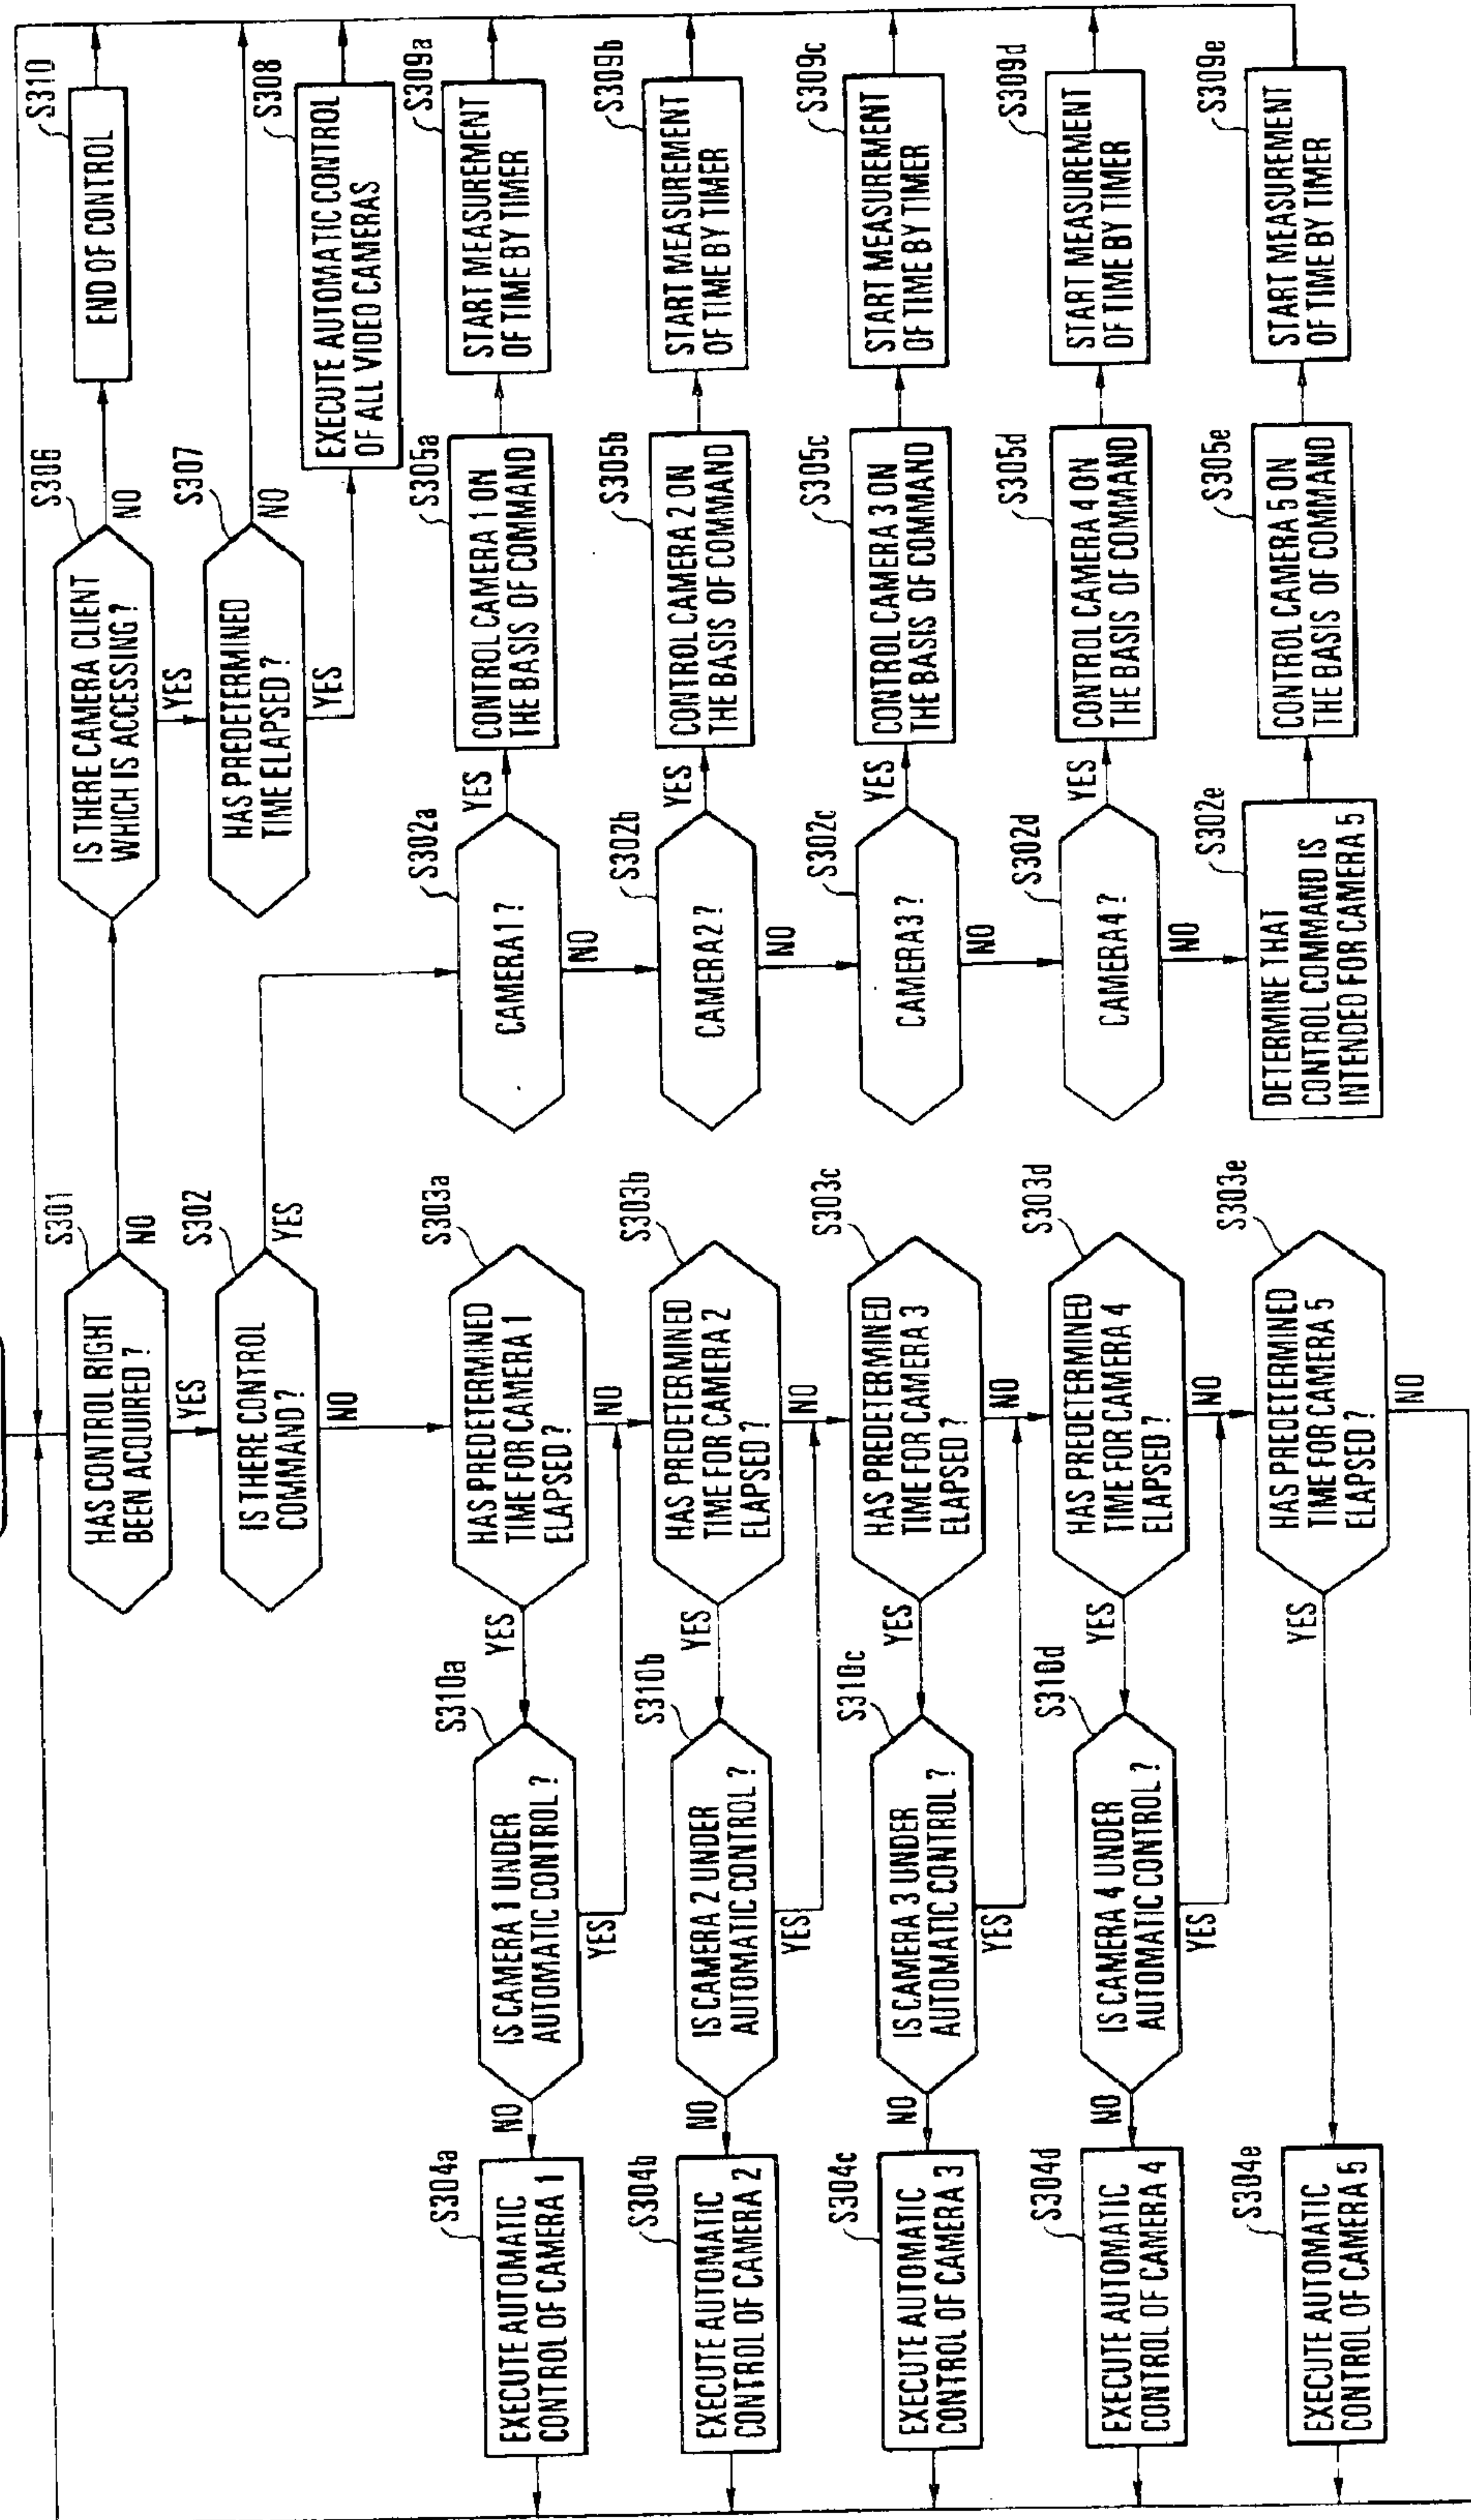 S301
HAS CONTROL RIGHT
BEEN ACQUIRED ?
NO
YES
S306
IS THERE CAMERA CLIENT
WHICH IS ACCESSING ?
NO
YES
S310
END OF CONTROL
S302
IS THERE CONTROL
COMMAND ?
YES
NO
S307
HAS PREDETERMINED
TIME ELAPSED ?
NO
YES
S308
EXECUTE AUTOMATIC CONTROL
OF ALL VIDEO CAMERAS
S304a
EXECUTE AUTOMATIC
CONTROL OF CAMERA 1
NO
S310a
IS CAMERA 1 UNDER
AUTOMATIC CONTROL ?
YES
YES
S303a
HAS PREDETERMINED
TIME FOR CAMERA 1
ELAPSED ?
NO
S302a
CAMERA1 ?
YES
NO
S305a
CONTROL CAMERA 1 ON
THE BASIS OF COMMAND
S309a
START MEASUREMENT
OF TIME BY TIMER
S304b
EXECUTE AUTOMATIC
CONTROL OF CAMERA 2
NO
S310b
IS CAMERA 2 UNDER
AUTOMATIC CONTROL ?
YES
YES
S303b
HAS PREDETERMINED
TIME FOR CAMERA 2
ELAPSED ?
NO
S302b
CAMERA2 ?
YES
NO
S305b
CONTROL CAMERA 2 ON
THE BASIS OF COMMAND
S309b
START MEASUREMENT
OF TIME BY TIMER
S304c
EXECUTE AUTOMATIC
CONTROL OF CAMERA 3
NO
S310c
IS CAMERA 3 UNDER
AUTOMATIC CONTROL ?
YES
YES
S303c
HAS PREDETERMINED
TIME FOR CAMERA 3
ELAPSED ?
NO
S302c
CAMERA3 ?
YES
NO
S305c
CONTROL CAMERA 3 ON
THE BASIS OF COMMAND
S309c
START MEASUREMENT
OF TIME BY TIMER
S304d
EXECUTE AUTOMATIC
CONTROL OF CAMERA 4
NO
S310d
IS CAMERA 4 UNDER
AUTOMATIC CONTROL ?
YES
YES
S303d
HAS PREDETERMINED
TIME FOR CAMERA 4
ELAPSED ?
NO
S302d
CAMERA4 ?
YES
NO
S305d
CONTROL CAMERA 4 ON
THE BASIS OF COMMAND
S309d
START MEASUREMENT
OF TIME BY TIMER
S304e
EXECUTE AUTOMATIC
CONTROL OF CAMERA 5
YES
S303e
HAS PREDETERMINED
TIME FOR CAMERA 5
ELAPSED ?
NO
S302e
DETERMINE THAT
CONTROL COMMAND IS
INTENDED FOR CAMERA 5
S305e
CONTROL CAMERA 5 ON
THE BASIS OF COMMAND
S309e
START MEASUREMENT
OF TIME BY TIMER